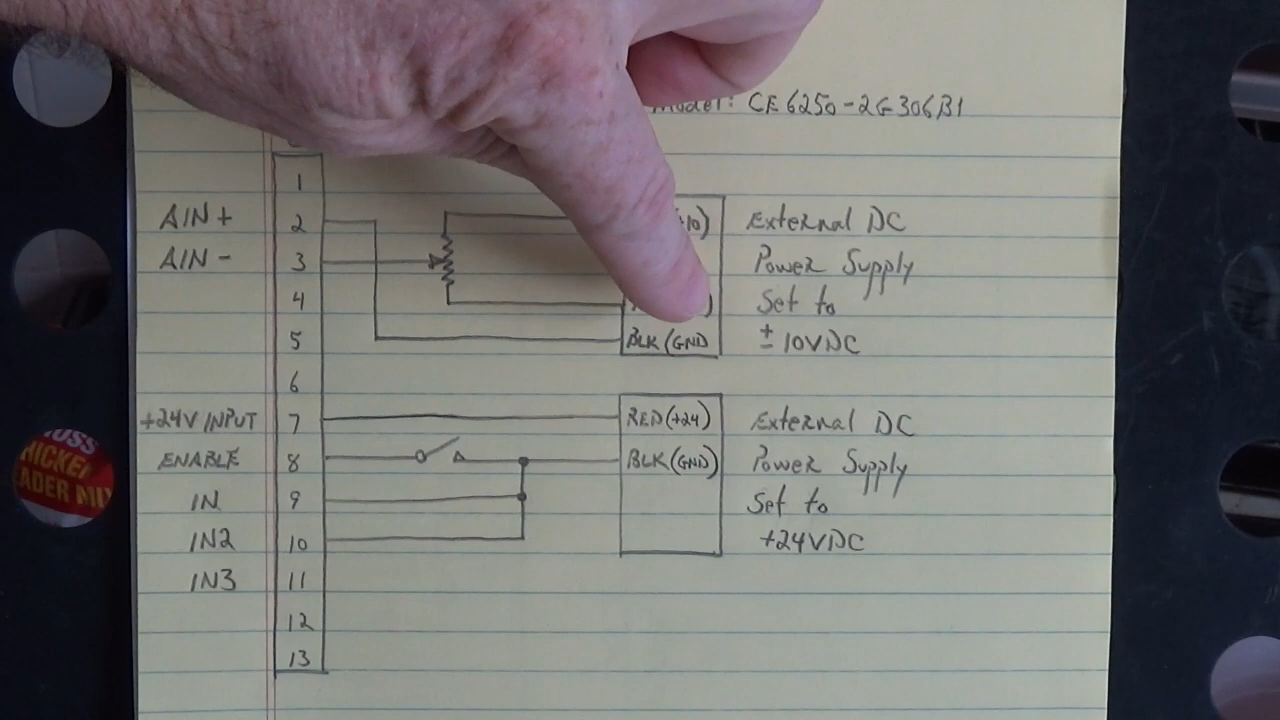 Model: CE6250-2G306B1
1
AIN + 2 +10) External DC
AIN - 3 Power Supply
4 Set to
5 BLK (GND ± 10VDC
6
+24V INPUT 7 RED (+24) External DC
ENABLE 8 BLK (GND) Power Supply
IN 9 Set to
IN2 10 +24VDC
IN3 11
12
13